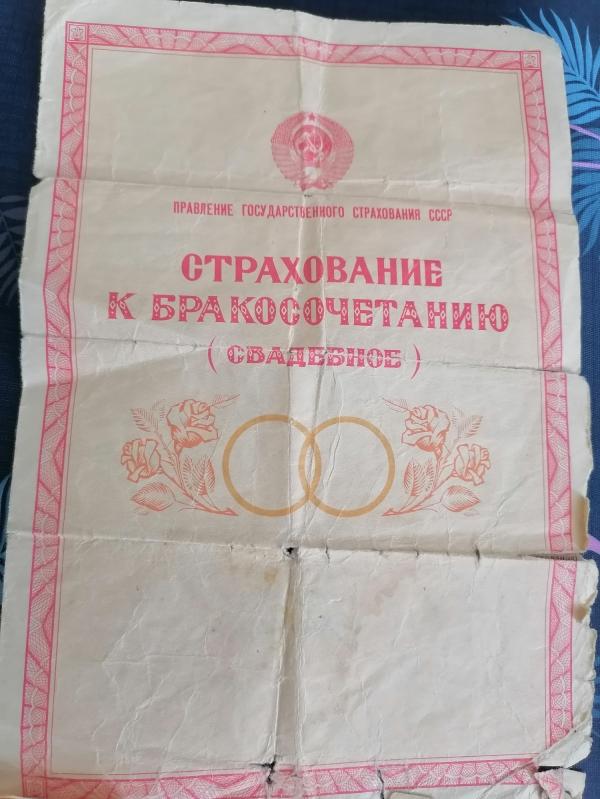 ПРАВЛЕНИЕ ГОСУДАРСТВЕННОГО СТРАХОВАНИЯ СССР
СТРАХОВАНИЕ
К БРАКОСОЧЕТАНИЮ
(СВАДЕБНОЕ)